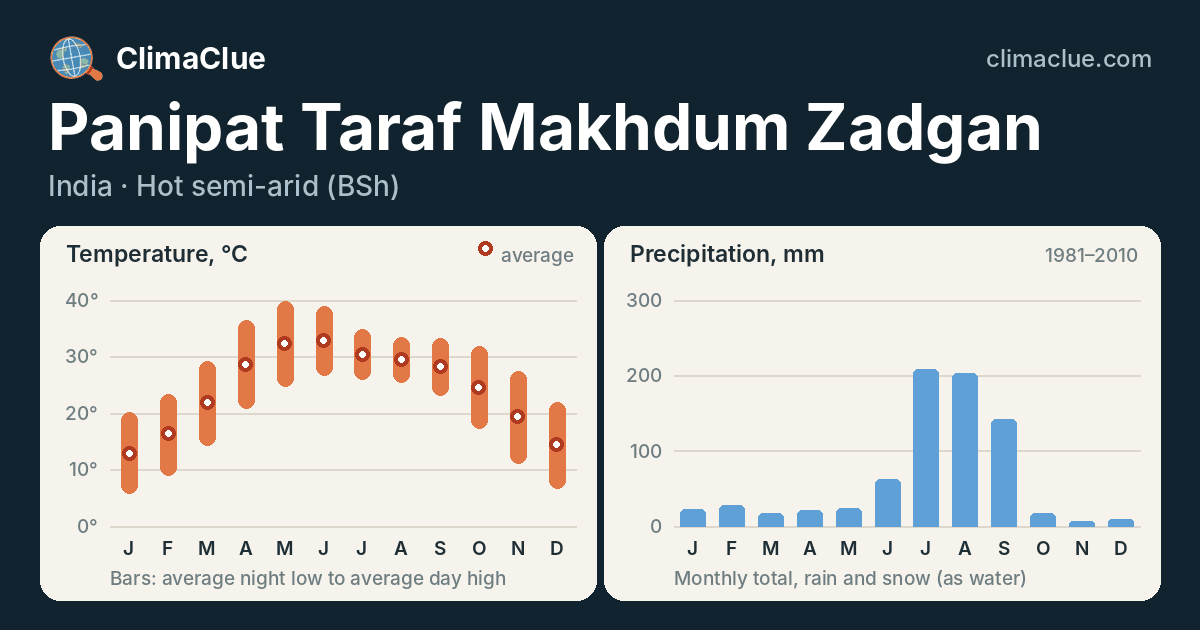 ClimaClue
climaclue.com
Panipat Taraf Makhdum Zadgan
India · Hot semi-arid (BSh)
Temperature, °C
average
40°
30°
20°
10°
0°
J F M A M J J A S O N D
Bars: average night low to average day high
Precipitation, mm
1981–2010
300
200
100
0
J F M A M J J A S O N D
Monthly total, rain and snow (as water)